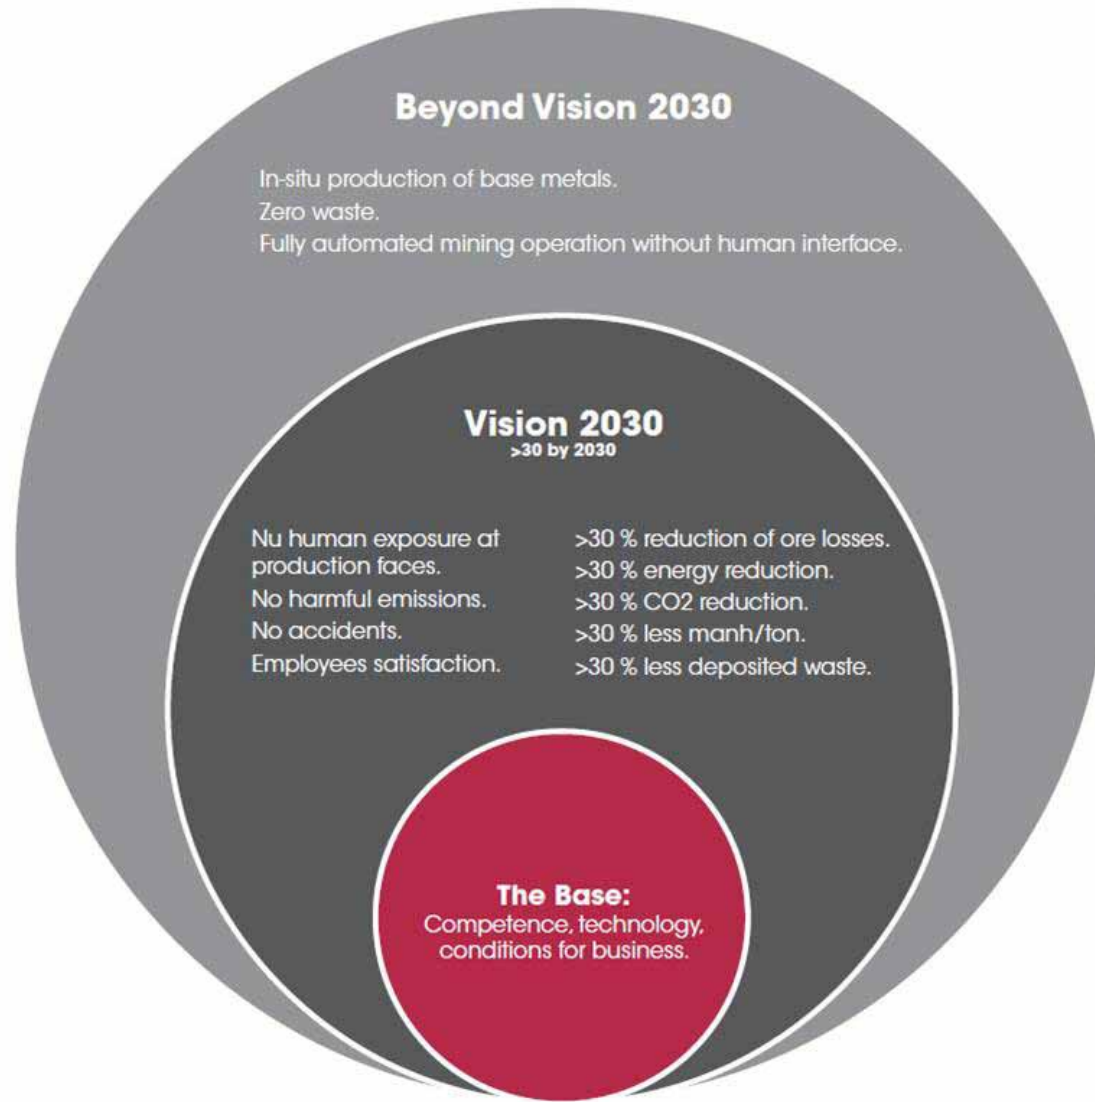 Beyond Vision 2030
In-situ production of base metals.
Zero waste.
Fully automated mining operation without human interface.
Vision 2030
>30 by 2030
Nu human exposure at
production faces.
No harmful emissions.
No accidents.
Employees satisfaction.
>30 % reduction of ore losses.
>30 % energy reduction.
>30 % CO2 reduction.
>30 % less manh/ton.
>30 % less deposited waste.
The Base:
Competence, technology,
conditions for business.